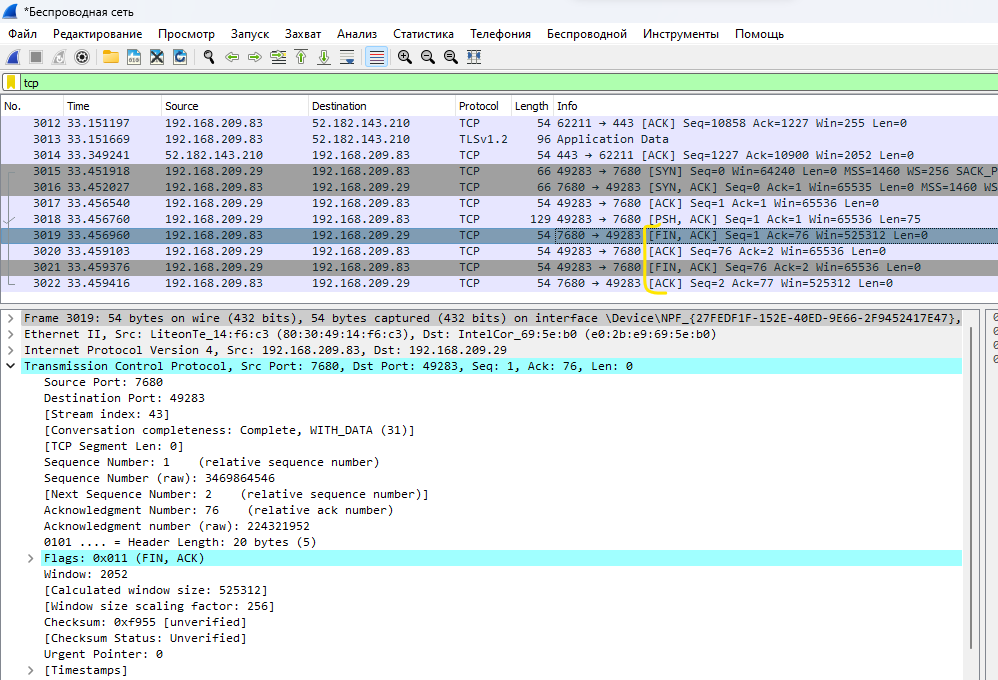 *Беспроводная сеть
Файл Редактирование Просмотр Запуск Захват Анализ Статистика Телефония Беспроводной Инструменты Помощь
tcp
No. Time Source Destination Protocol Length Info
3012 33.151197 192.168.209.83 52.182.143.210 TCP 54 62211 → 443 [ACK] Seq=10858 Ack=1227 Win=255 Len=0
3013 33.151669 192.168.209.83 52.182.143.210 TLSv1.2 96 Application Data
3014 33.349241 52.182.143.210 192.168.209.83 TCP 54 443 → 62211 [ACK] Seq=1227 Ack=10900 Win=2052 Len=0
3015 33.451918 192.168.209.29 192.168.209.83 TCP 66 49283 → 7680 [SYN] Seq=0 Win=64240 Len=0 MSS=1460 WS=256 SACK_P
3016 33.452027 192.168.209.83 192.168.209.29 TCP 66 7680 → 49283 [SYN, ACK] Seq=0 Ack=1 Win=65535 Len=0 MSS=1460 WS
3017 33.456540 192.168.209.29 192.168.209.83 TCP 54 49283 → 7680 [ACK] Seq=1 Ack=1 Win=65536 Len=0
3018 33.456760 192.168.209.29 192.168.209.83 TCP 129 49283 → 7680 [PSH, ACK] Seq=1 Ack=1 Win=65536 Len=75
3019 33.456960 192.168.209.83 192.168.209.29 TCP 54 7680 → 49283 [FIN, ACK] Seq=1 Ack=76 Win=525312 Len=0
3020 33.459103 192.168.209.29 192.168.209.83 TCP 54 49283 → 7680 [ACK] Seq=76 Ack=2 Win=65536 Len=0
3021 33.459376 192.168.209.29 192.168.209.83 TCP 54 49283 → 7680 [FIN, ACK] Seq=76 Ack=2 Win=65536 Len=0
3022 33.459416 192.168.209.83 192.168.209.29 TCP 54 7680 → 49283 [ACK] Seq=2 Ack=77 Win=525312 Len=0
Frame 3019: 54 bytes on wire (432 bits), 54 bytes captured (432 bits) on interface \Device\NPF_{27FEDF1F-152E-40ED-9E66-2F9452417E47},
Ethernet II, Src: LiteonTe_14:f6:c3 (80:30:49:14:f6:c3), Dst: IntelCor_69:5e:b0 (e0:2b:e9:69:5e:b0)
Internet Protocol Version 4, Src: 192.168.209.83, Dst: 192.168.209.29
Transmission Control Protocol, Src Port: 7680, Dst Port: 49283, Seq: 1, Ack: 76, Len: 0
Source Port: 7680
Destination Port: 49283
[Stream index: 43]
[Conversation completeness: Complete, WITH_DATA (31)]
[TCP Segment Len: 0]
Sequence Number: 1 (relative sequence number)
Sequence Number (raw): 3469864546
[Next Sequence Number: 2 (relative sequence number)]
Acknowledgment Number: 76 (relative ack number)
Acknowledgment number (raw): 224321952
0101 .... = Header Length: 20 bytes (5)
Flags: 0x011 (FIN, ACK)
Window: 2052
[Calculated window size: 525312]
[Window size scaling factor: 256]
Checksum: 0xf955 [unverified]
[Checksum Status: Unverified]
Urgent Pointer: 0
[Timestamps]